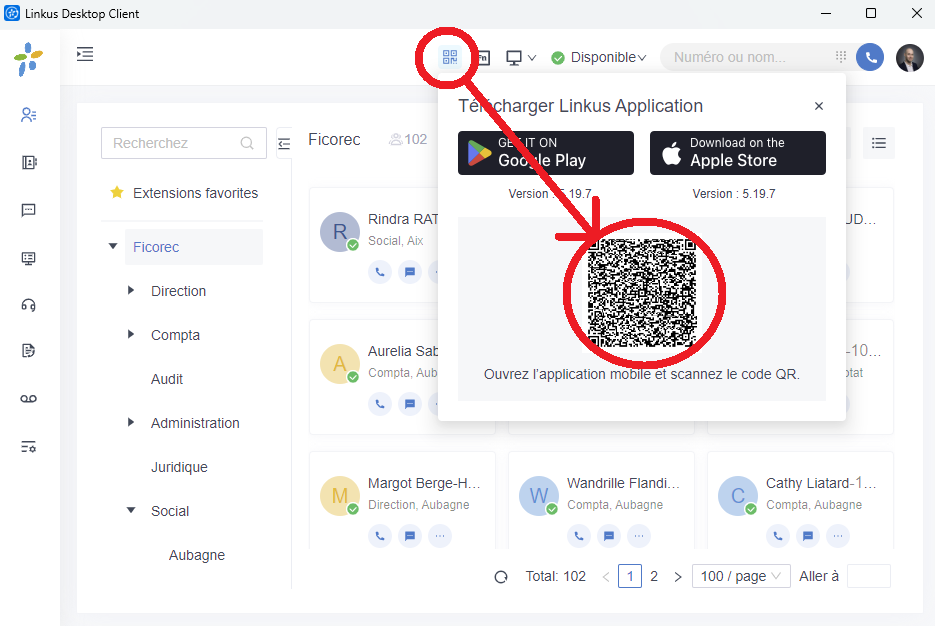 Linkus Desktop Client
Fn
Disponible
Numéro ou nom...
Télécharger Linkus Application
GET IT ON
Google Play
Download on the
Apple Store
Version : 5.19.7
Version : 5.19.7
Ouvrez l'application mobile et scannez le code QR.
Recherchez
Extensions favorites
Ficorec
Direction
Compta
Audit
Administration
Juridique
Social
Aubagne
Ficorec
102
R
Rindra RAT
Social, Aix
UD...
A
Aurelia Sab
Compta, Aub
-10...
tat
M
Margot Berge-H...
Direction, Aubagne
W
Wandrille Flandi...
Compta, Aubagne
C
Cathy Liatard-1...
Compta, Aubagne
Total: 102
1
2
100 / page
Aller à